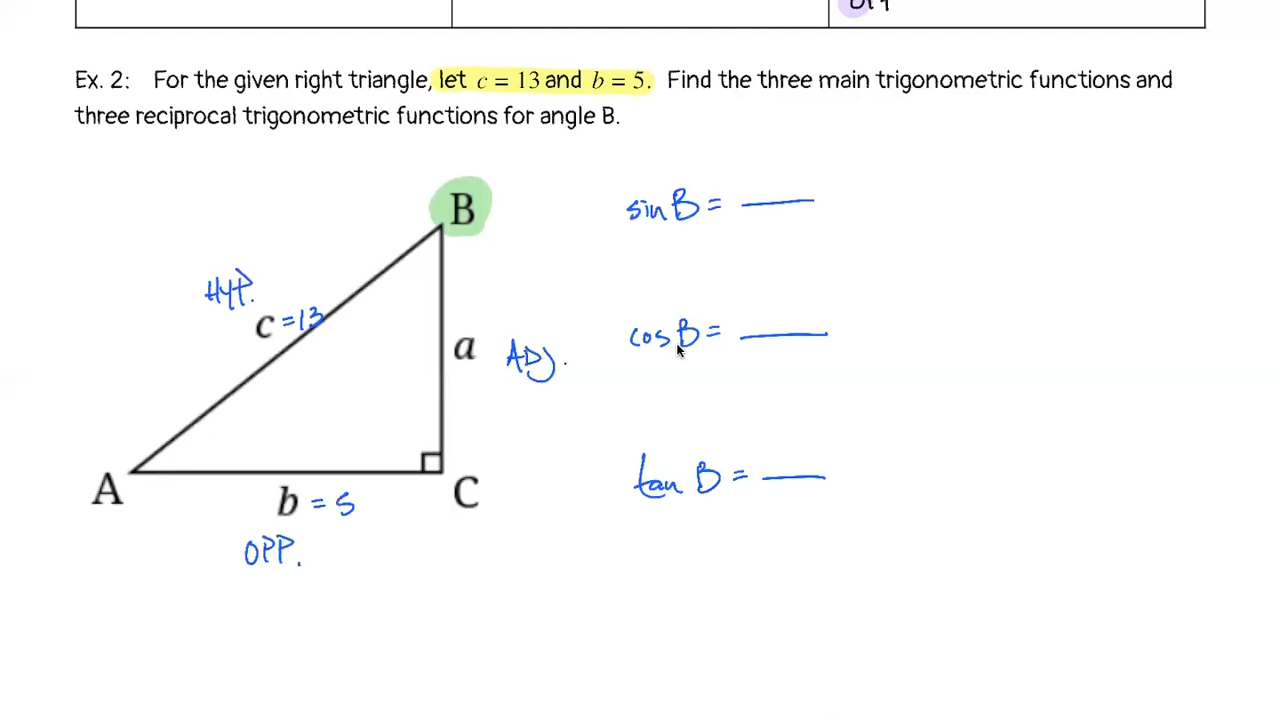 Ex. 2: For the given right triangle, let c = 13 and b = 5. Find the three main trigonometric functions and
three reciprocal trigonometric functions for angle B.
B
sin B =
HYP.
c = 13
a
ADJ.
cos B =
A
C
b = 5
tan B =
OPP.